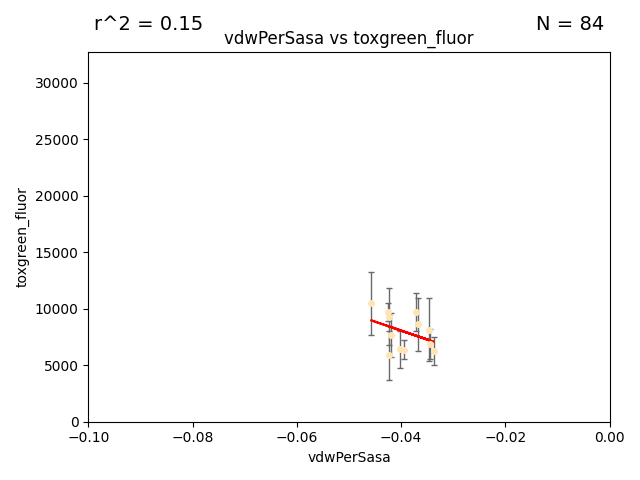 r^2 = 0.15
N = 84
vdwPerSasa vs toxgreen_fluor
30000
25000
20000
15000
10000
5000
0
toxgreen_fluor
−0.10
−0.08
−0.06
−0.04
−0.02
0.00
vdwPerSasa